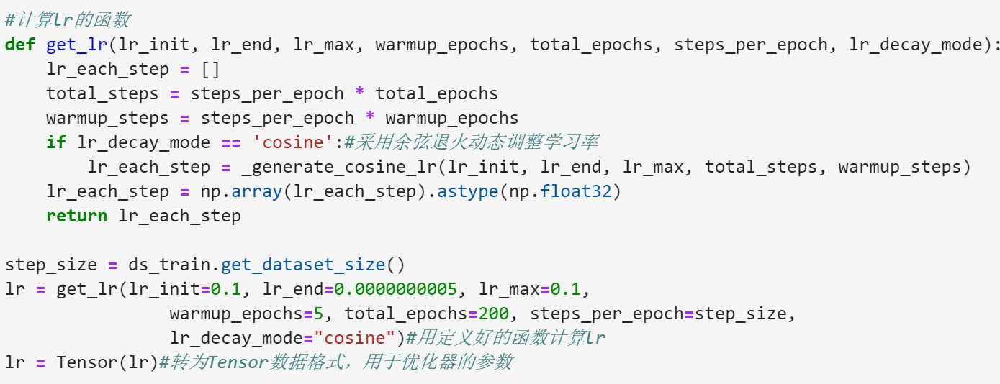 #计算lr的函数
def get_lr(lr_init, lr_end, lr_max, warmup_epochs, total_epochs, steps_per_epoch, lr_decay_mode):
    lr_each_step = []
    total_steps = steps_per_epoch * total_epochs
    warmup_steps = steps_per_epoch * warmup_epochs
    if lr_decay_mode == 'cosine':#采用余弦退火动态调整学习率
        lr_each_step = _generate_cosine_lr(lr_init, lr_end, lr_max, total_steps, warmup_steps)
    lr_each_step = np.array(lr_each_step).astype(np.float32)
    return lr_each_step

step_size = ds_train.get_dataset_size()
lr = get_lr(lr_init=0.1, lr_end=0.0000000005, lr_max=0.1,
                warmup_epochs=5, total_epochs=200, steps_per_epoch=step_size,
                lr_decay_mode="cosine")#用定义好的函数计算lr
lr = Tensor(lr)#转为Tensor数据格式，用于优化器的参数